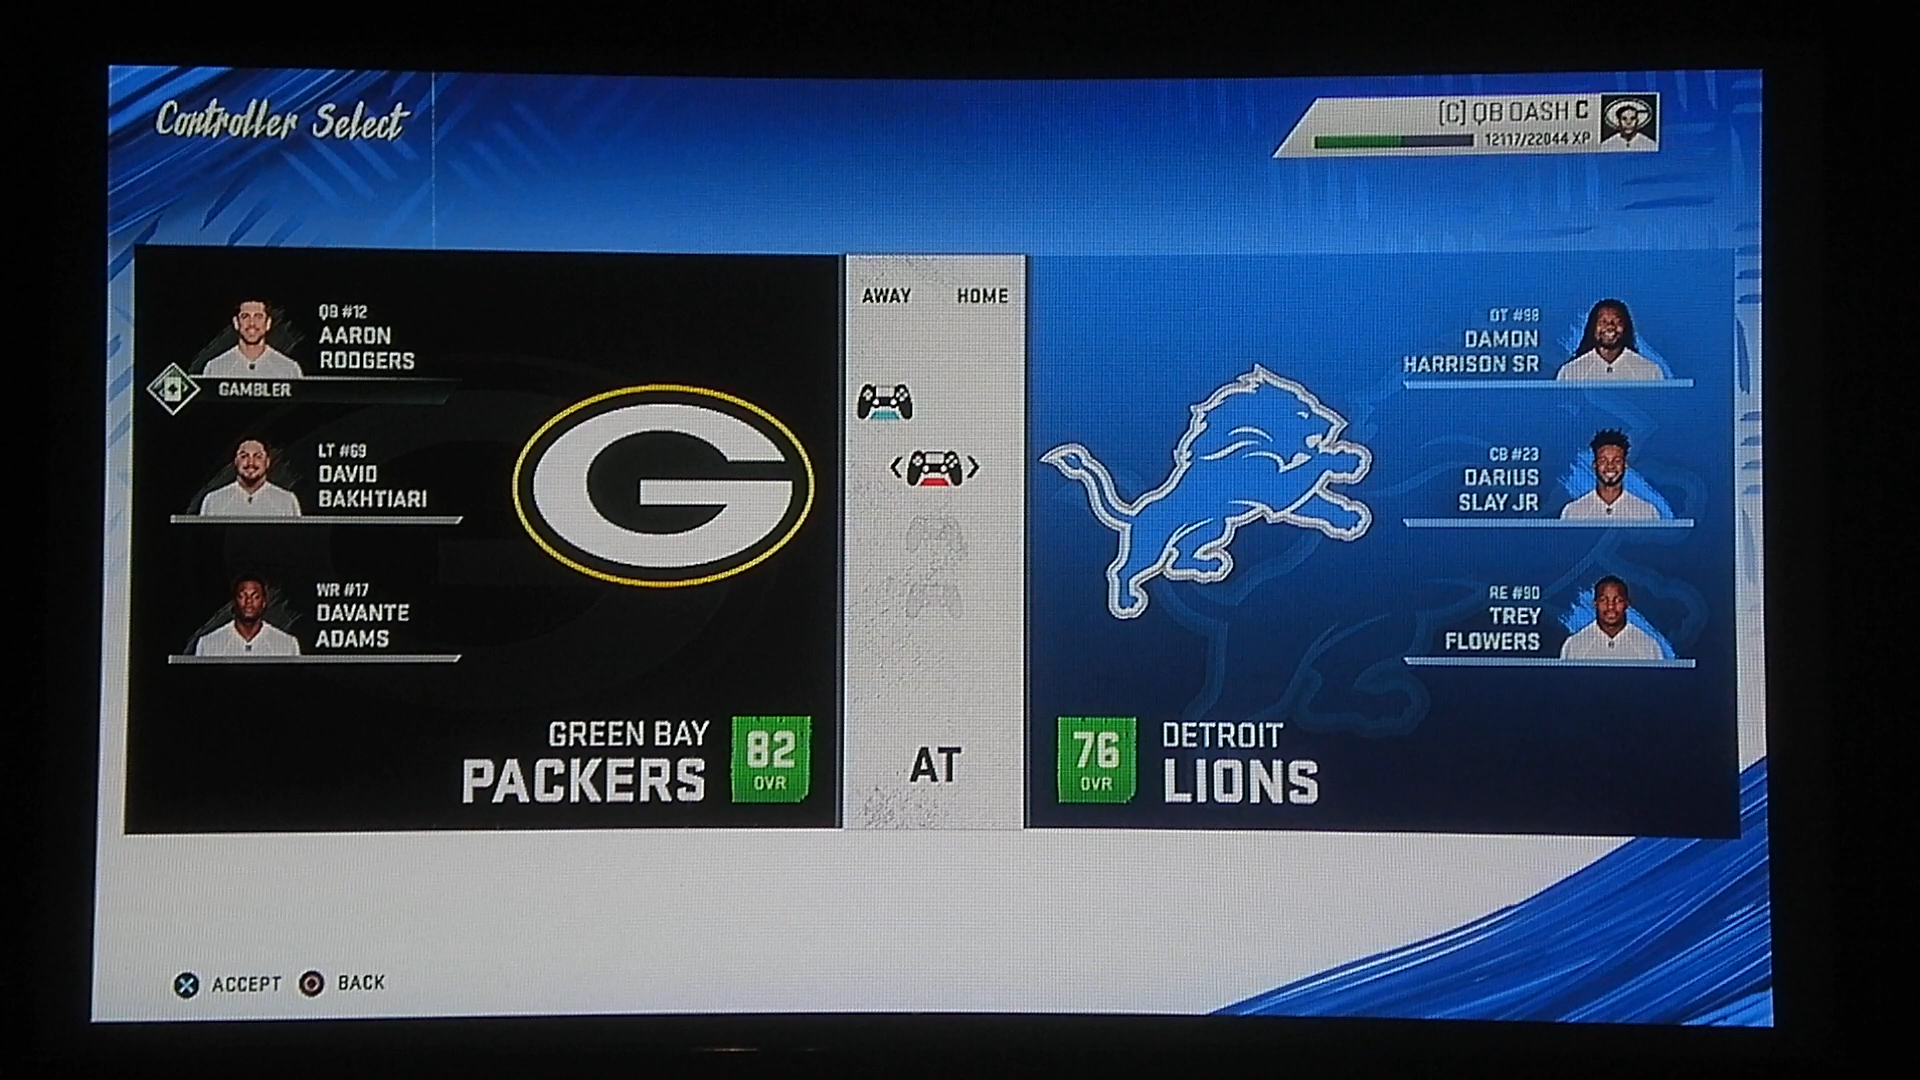 Controller Select
[C] QB DASH C
12117/22044 XP
QB #12
AARON
RODGERS
GAMBLER
LT #69
DAVID
BAKHTIARI
WR #17
DAVANTE
ADAMS
G
GREEN BAY
PACKERS
82
OVR
AWAY HOME
AT
DT #98
DAMON
HARRISON SR
CB #23
DARIUS
SLAY JR
RE #90
TREY
FLOWERS
76
OVR
DETROIT
LIONS
ACCEPT BACK